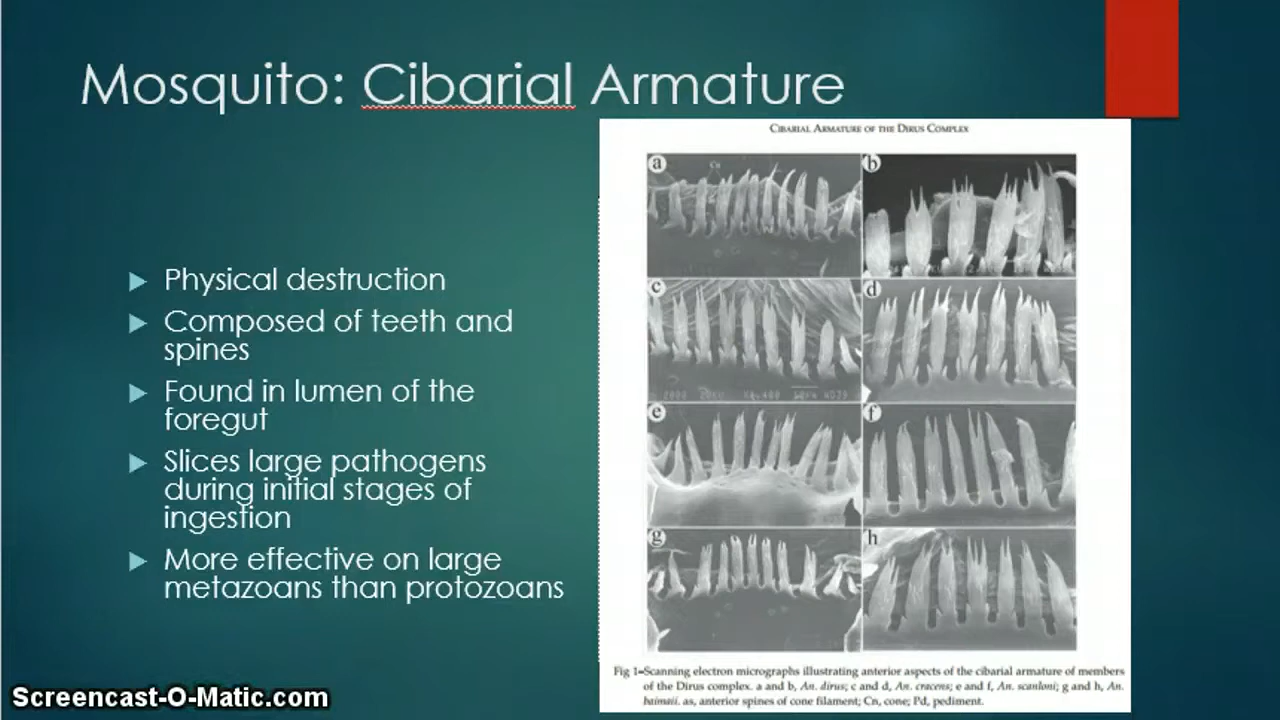 Mosquito: Cibarial Armature
Physical destruction
Composed of teeth and
spines
Found in lumen of the
foregut
Slices large pathogens
during initial stages of
ingestion
More effective on large
metazoans than protozoans
CIBARIAL ARMATURE OF THE DIRUS COMPLEX
a
b
c
d
e
f
g
h
Fig 1–Scanning electron micrographs illustrating anterior aspects of the cibarial armature of members
of the Dirus complex. a and b, An. dirus; c and d, An. cracens; e and f, An. scanloni; g and h, An.
baimaii. as, anterior spines of cone filament; Cn, cone; Pd, pediment.
Screencast-O-Matic.com